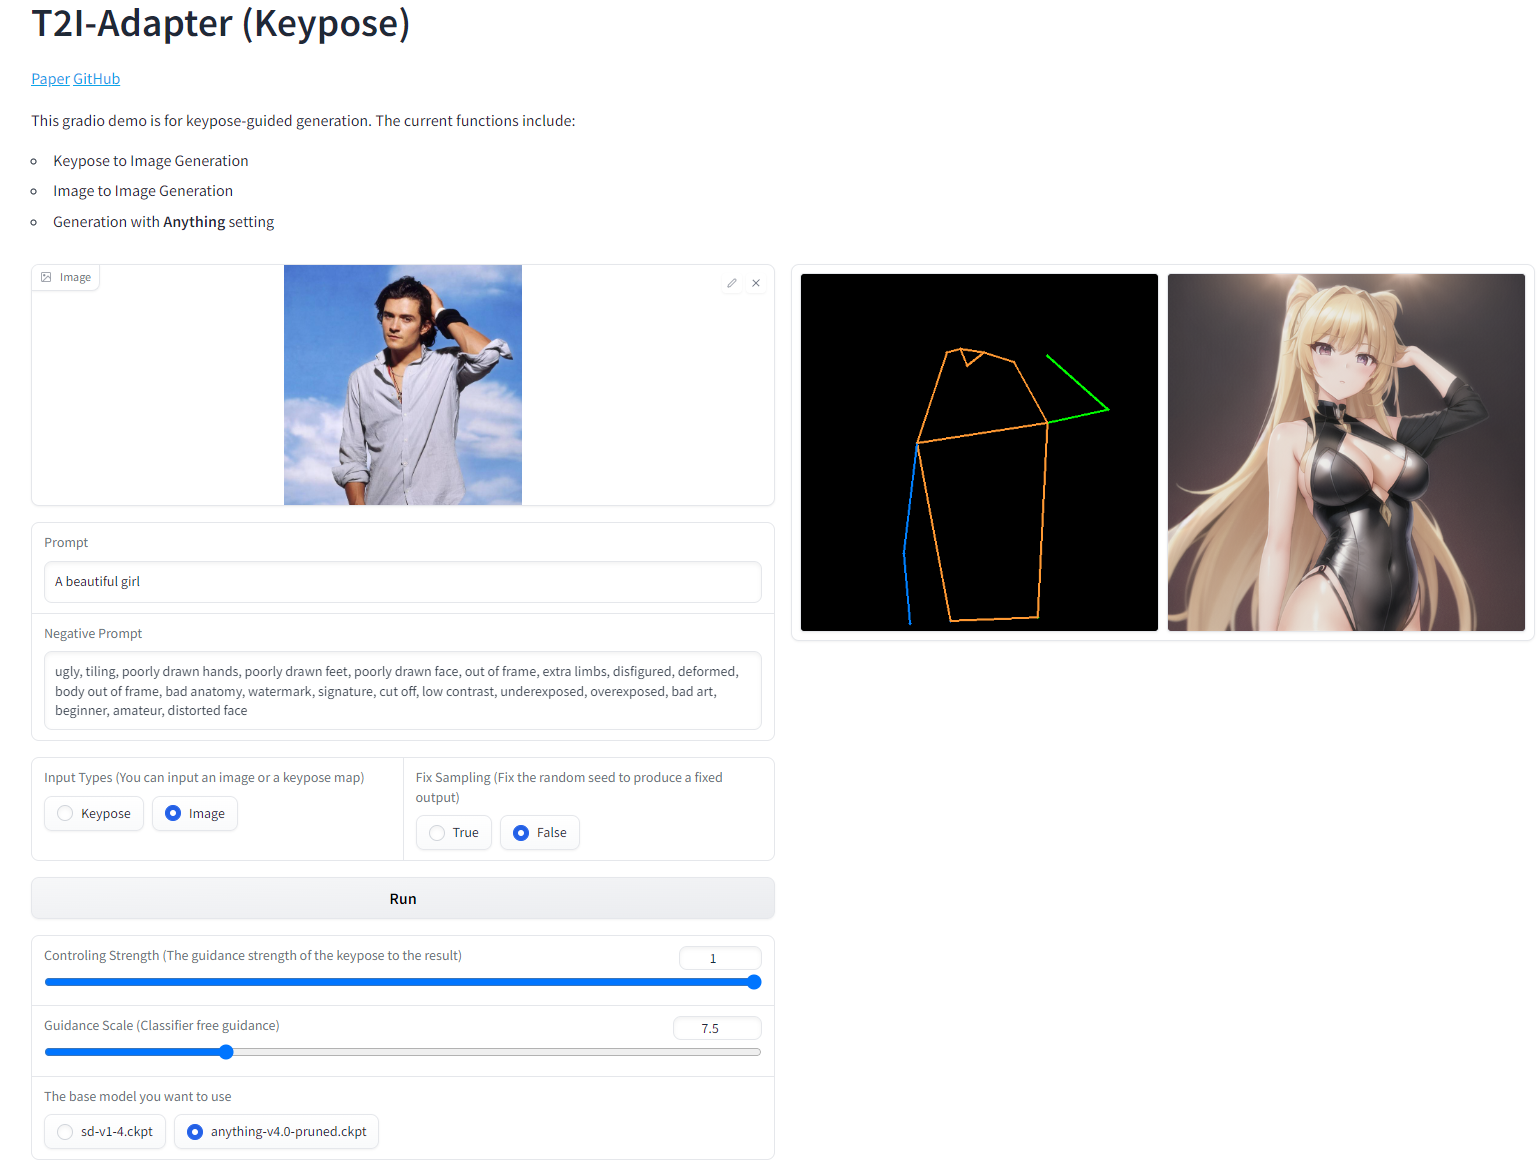 T2I-Adapter (Keypose)
Paper GitHub
This gradio demo is for keypose-guided generation. The current functions include:
Keypose to Image Generation
Image to Image Generation
Generation with Anything setting
Image
Prompt
A beautiful girl
Negative Prompt
ugly, tiling, poorly drawn hands, poorly drawn feet, poorly drawn face, out of frame, extra limbs, disfigured, deformed,
body out of frame, bad anatomy, watermark, signature, cut off, low contrast, underexposed, overexposed, bad art,
beginner, amateur, distorted face
Input Types (You can input an image or a keypose map)
Keypose Image
Fix Sampling (Fix the random seed to produce a fixed
output)
True False
Run
Controling Strength (The guidance strength of the keypose to the result)
1
Guidance Scale (Classifier free guidance)
7.5
The base model you want to use
sd-v1-4.ckpt anything-v4.0-pruned.ckpt